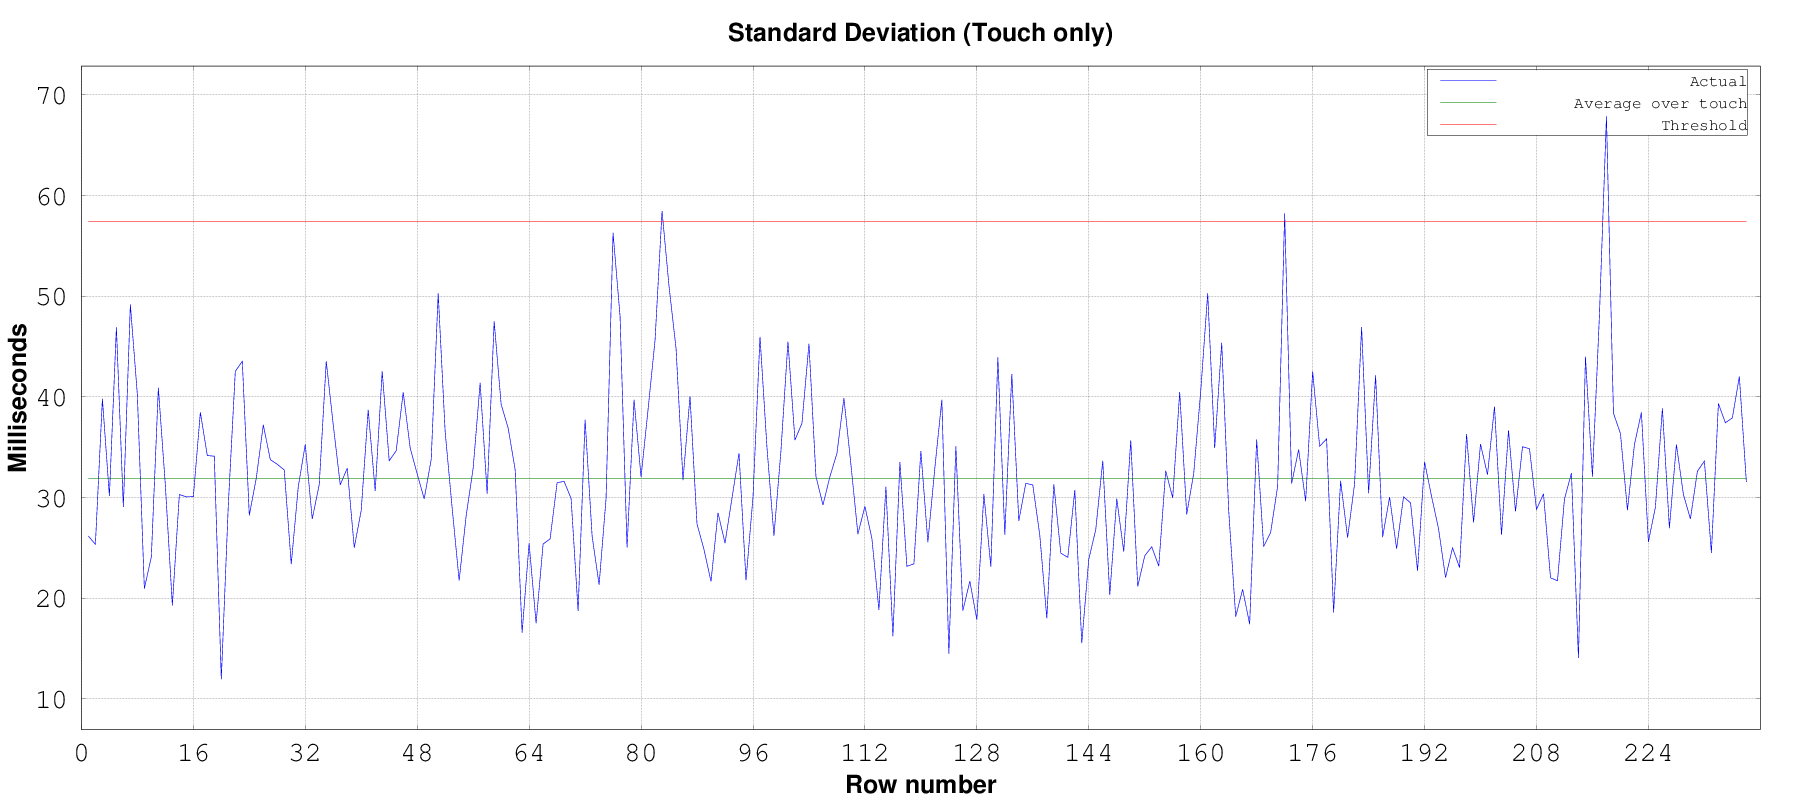 Standard Deviation (Touch only)
Actual
Average over touch
Threshold
70
60
50
40
30
20
10
Milliseconds
0 16 32 48 64 80 96 112 128 144 160 176 192 208 224
Row number